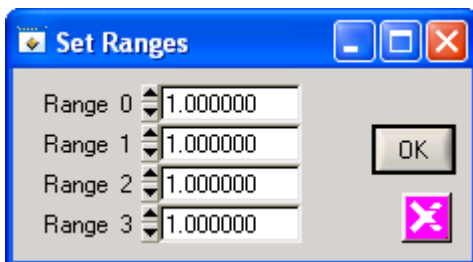 Set Ranges
Range 0 1.000000
Range 1 1.000000
OK
Range 2 1.000000
Range 3 1.000000